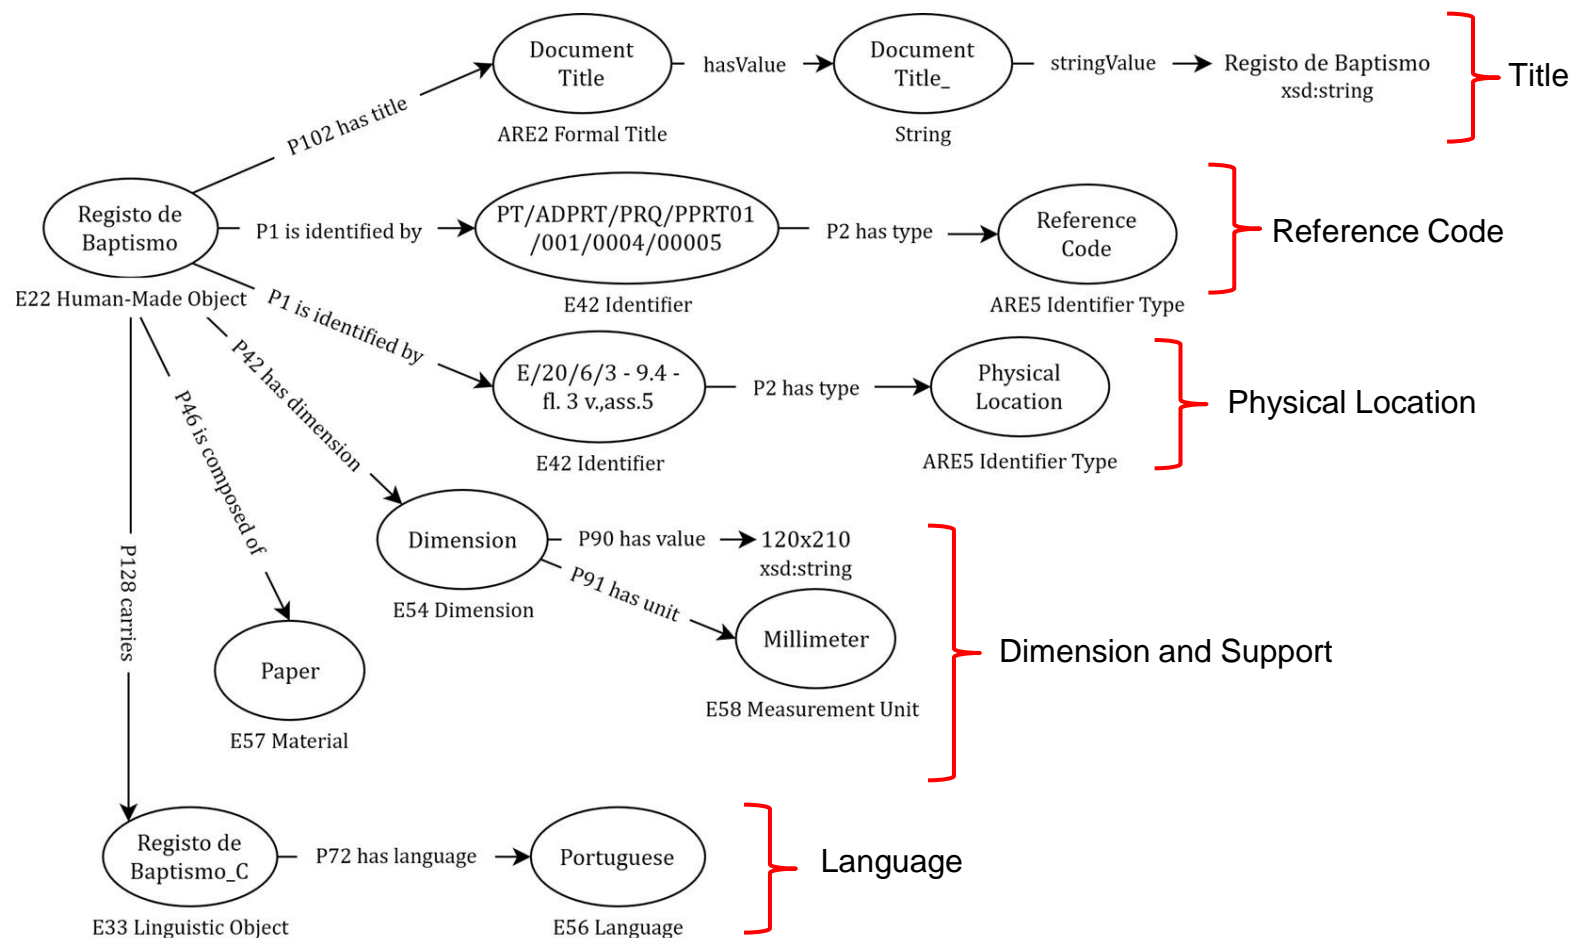 Document
Title
hasValue
Document
Title_
stringValue
Registo de Baptismo
xsd:string
Title
ARE2 Formal Title
String
P102 has title
Registo de
Baptismo
E22 Human-Made Object
P1 is identified by
PT/ADPRT/PRQ/PPRT01
/001/0004/00005
E42 Identifier
P2 has type
Reference
Code
ARE5 Identifier Type
Reference Code
P1 is identified by
E/20/6/3 - 9.4 -
fl. 3 v.,ass.5
E42 Identifier
P2 has type
Physical
Location
ARE5 Identifier Type
Physical Location
P42 has dimension
Dimension
E54 Dimension
P90 has value
120x210
xsd:string
P91 has unit
Millimeter
E58 Measurement Unit
Dimension and Support
P46 is composed of
Paper
E57 Material
P128 carries
Registo de
Baptismo_C
E33 Linguistic Object
P72 has language
Portuguese
E56 Language
Language